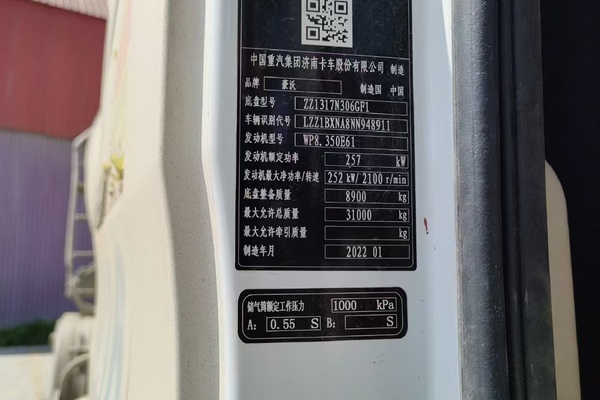 中国重汽集团济南卡车股份有限公司 制造
品牌 豪沃 制造国 中国
底盘型号 ZZ1317N306GF1
车辆识别代号 LZZ1BXNA8NN948911
发动机型号 WP8.350E61
发动机额定功率 257 kW
发动机最大净功率/转速 252 kW/ 2100 r/min
底盘整备质量 8900 kg
最大允许总质量 31000 kg
最大允许牵引质量 kg
制造年月 2022 01
储气筒额定工作压力 1000 kPa
A: 0.55 S B: S